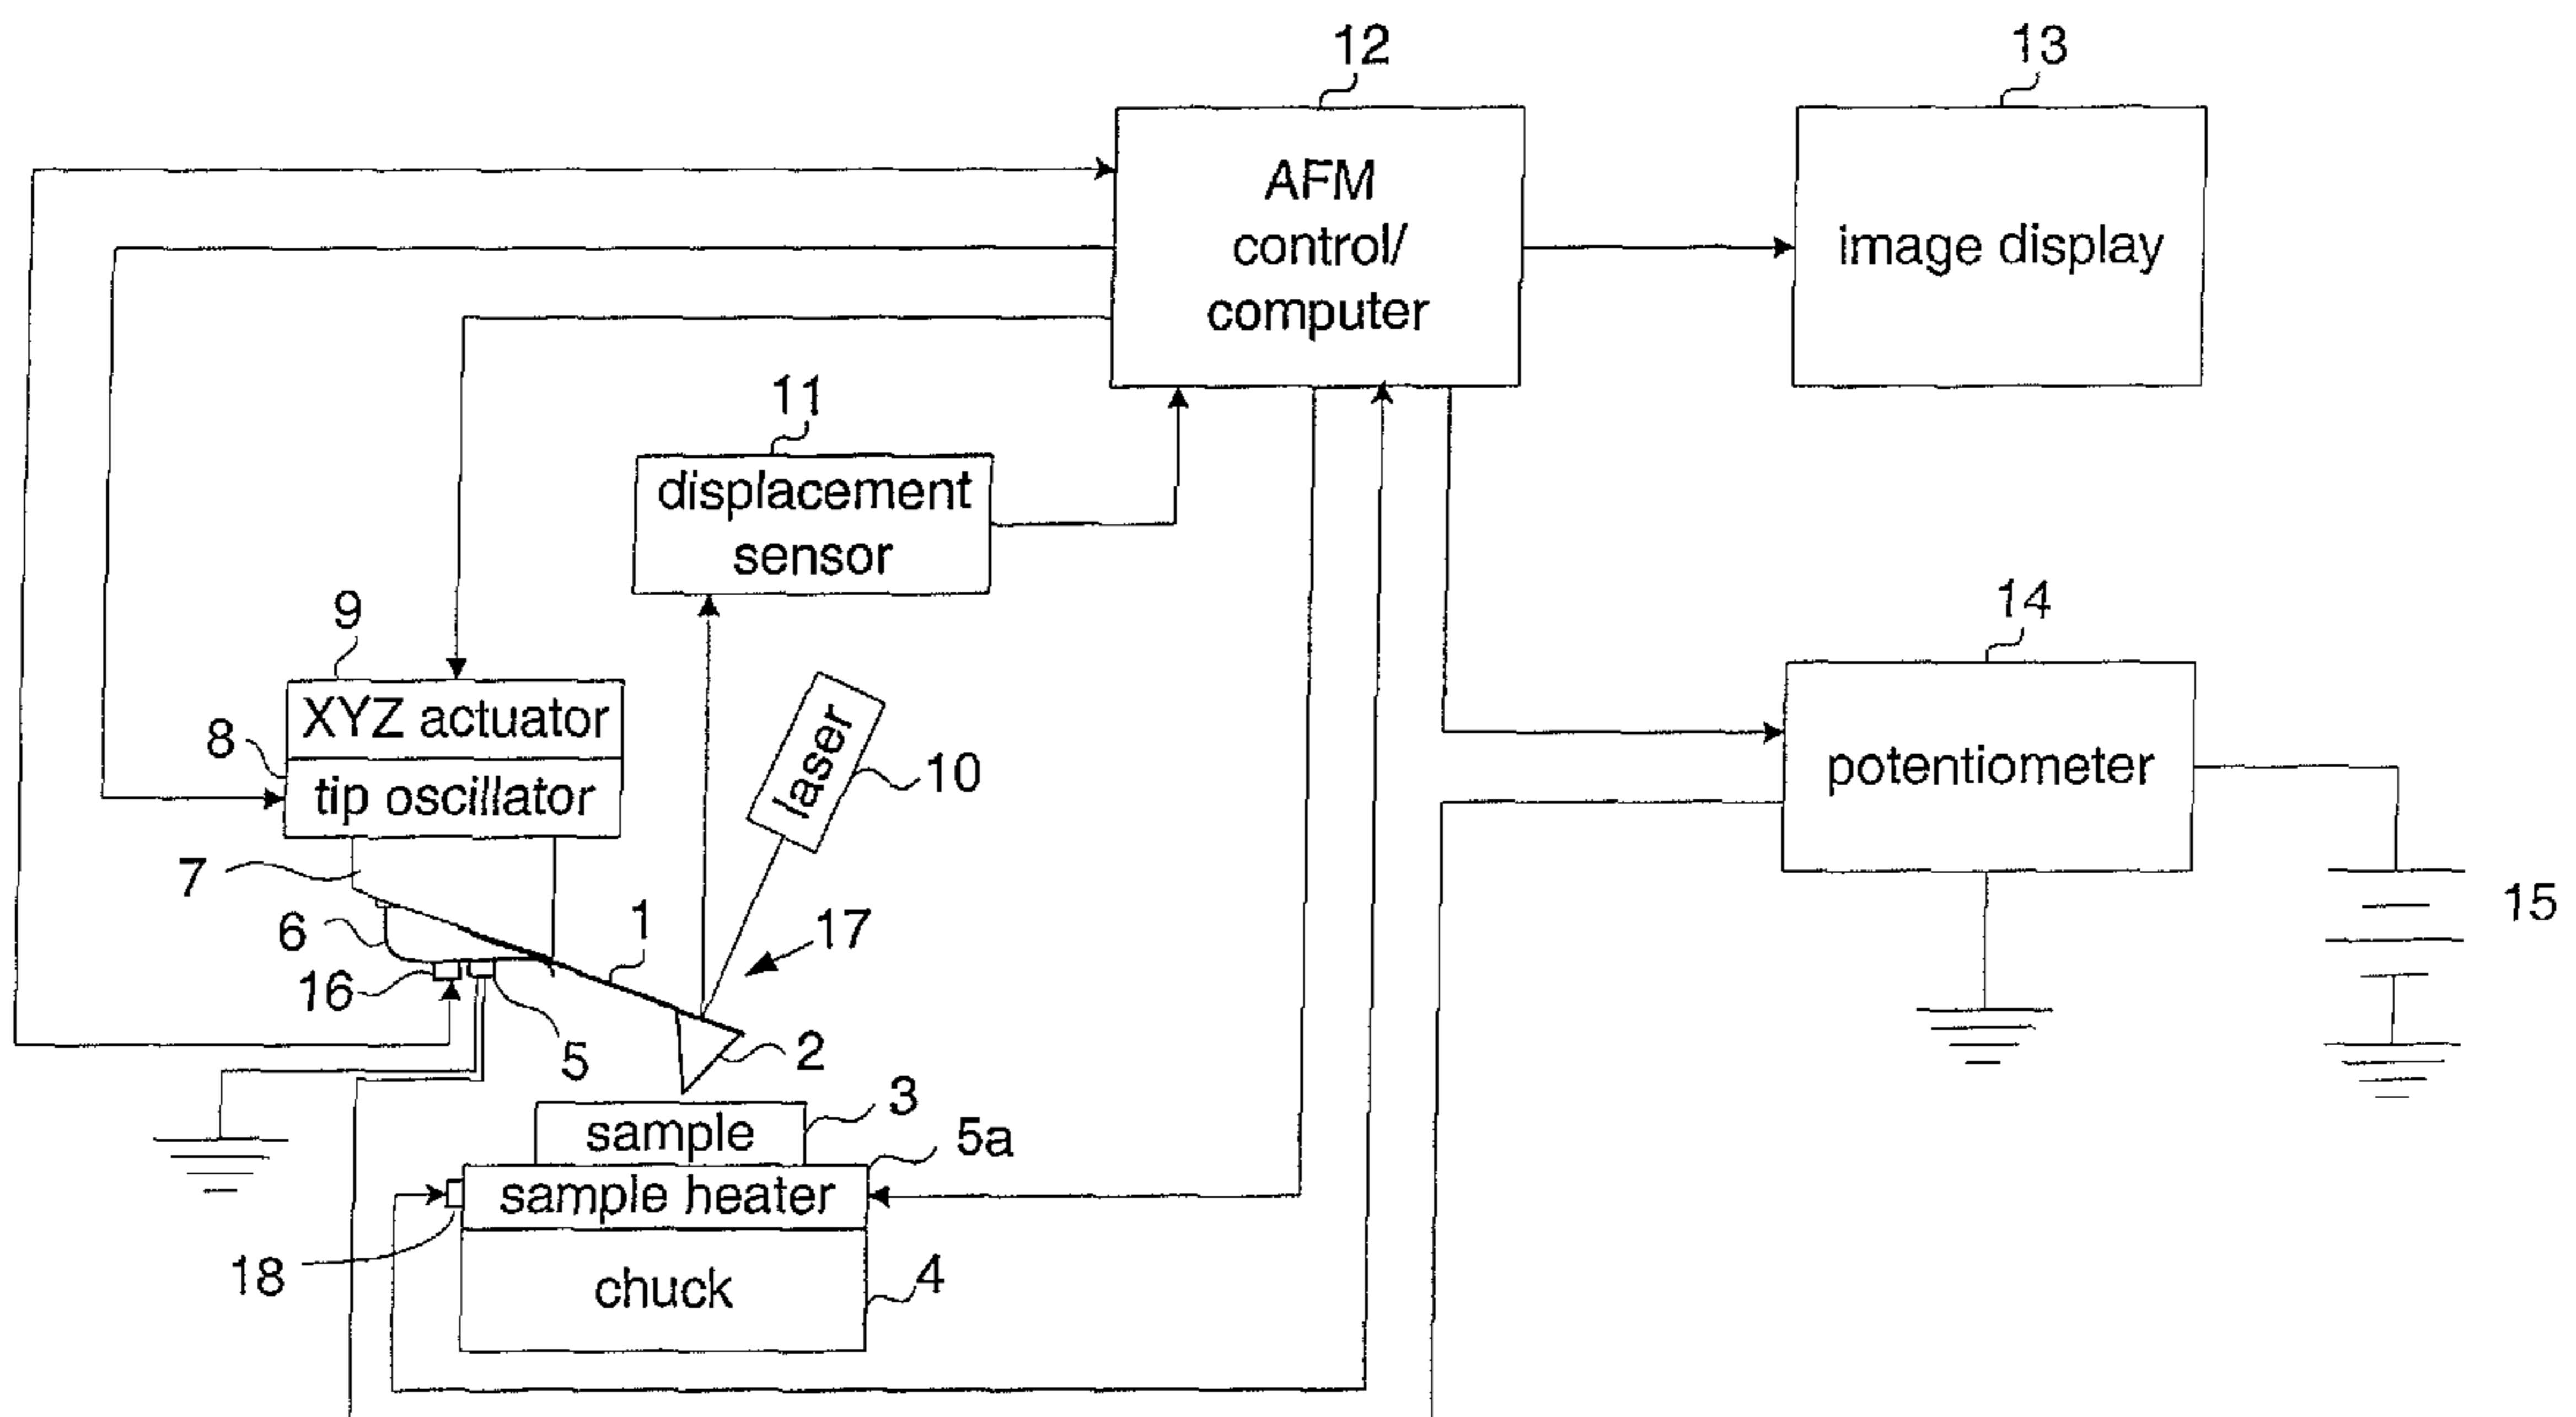 12
13
AFM
control/
computer
image display
11
displacement
sensor
9
14
XYZ actuator
8
tip oscillator
laser
10
potentiometer
7
6
1
17
15
16
5
2
3
sample
5a
sample heater
18
chuck
4